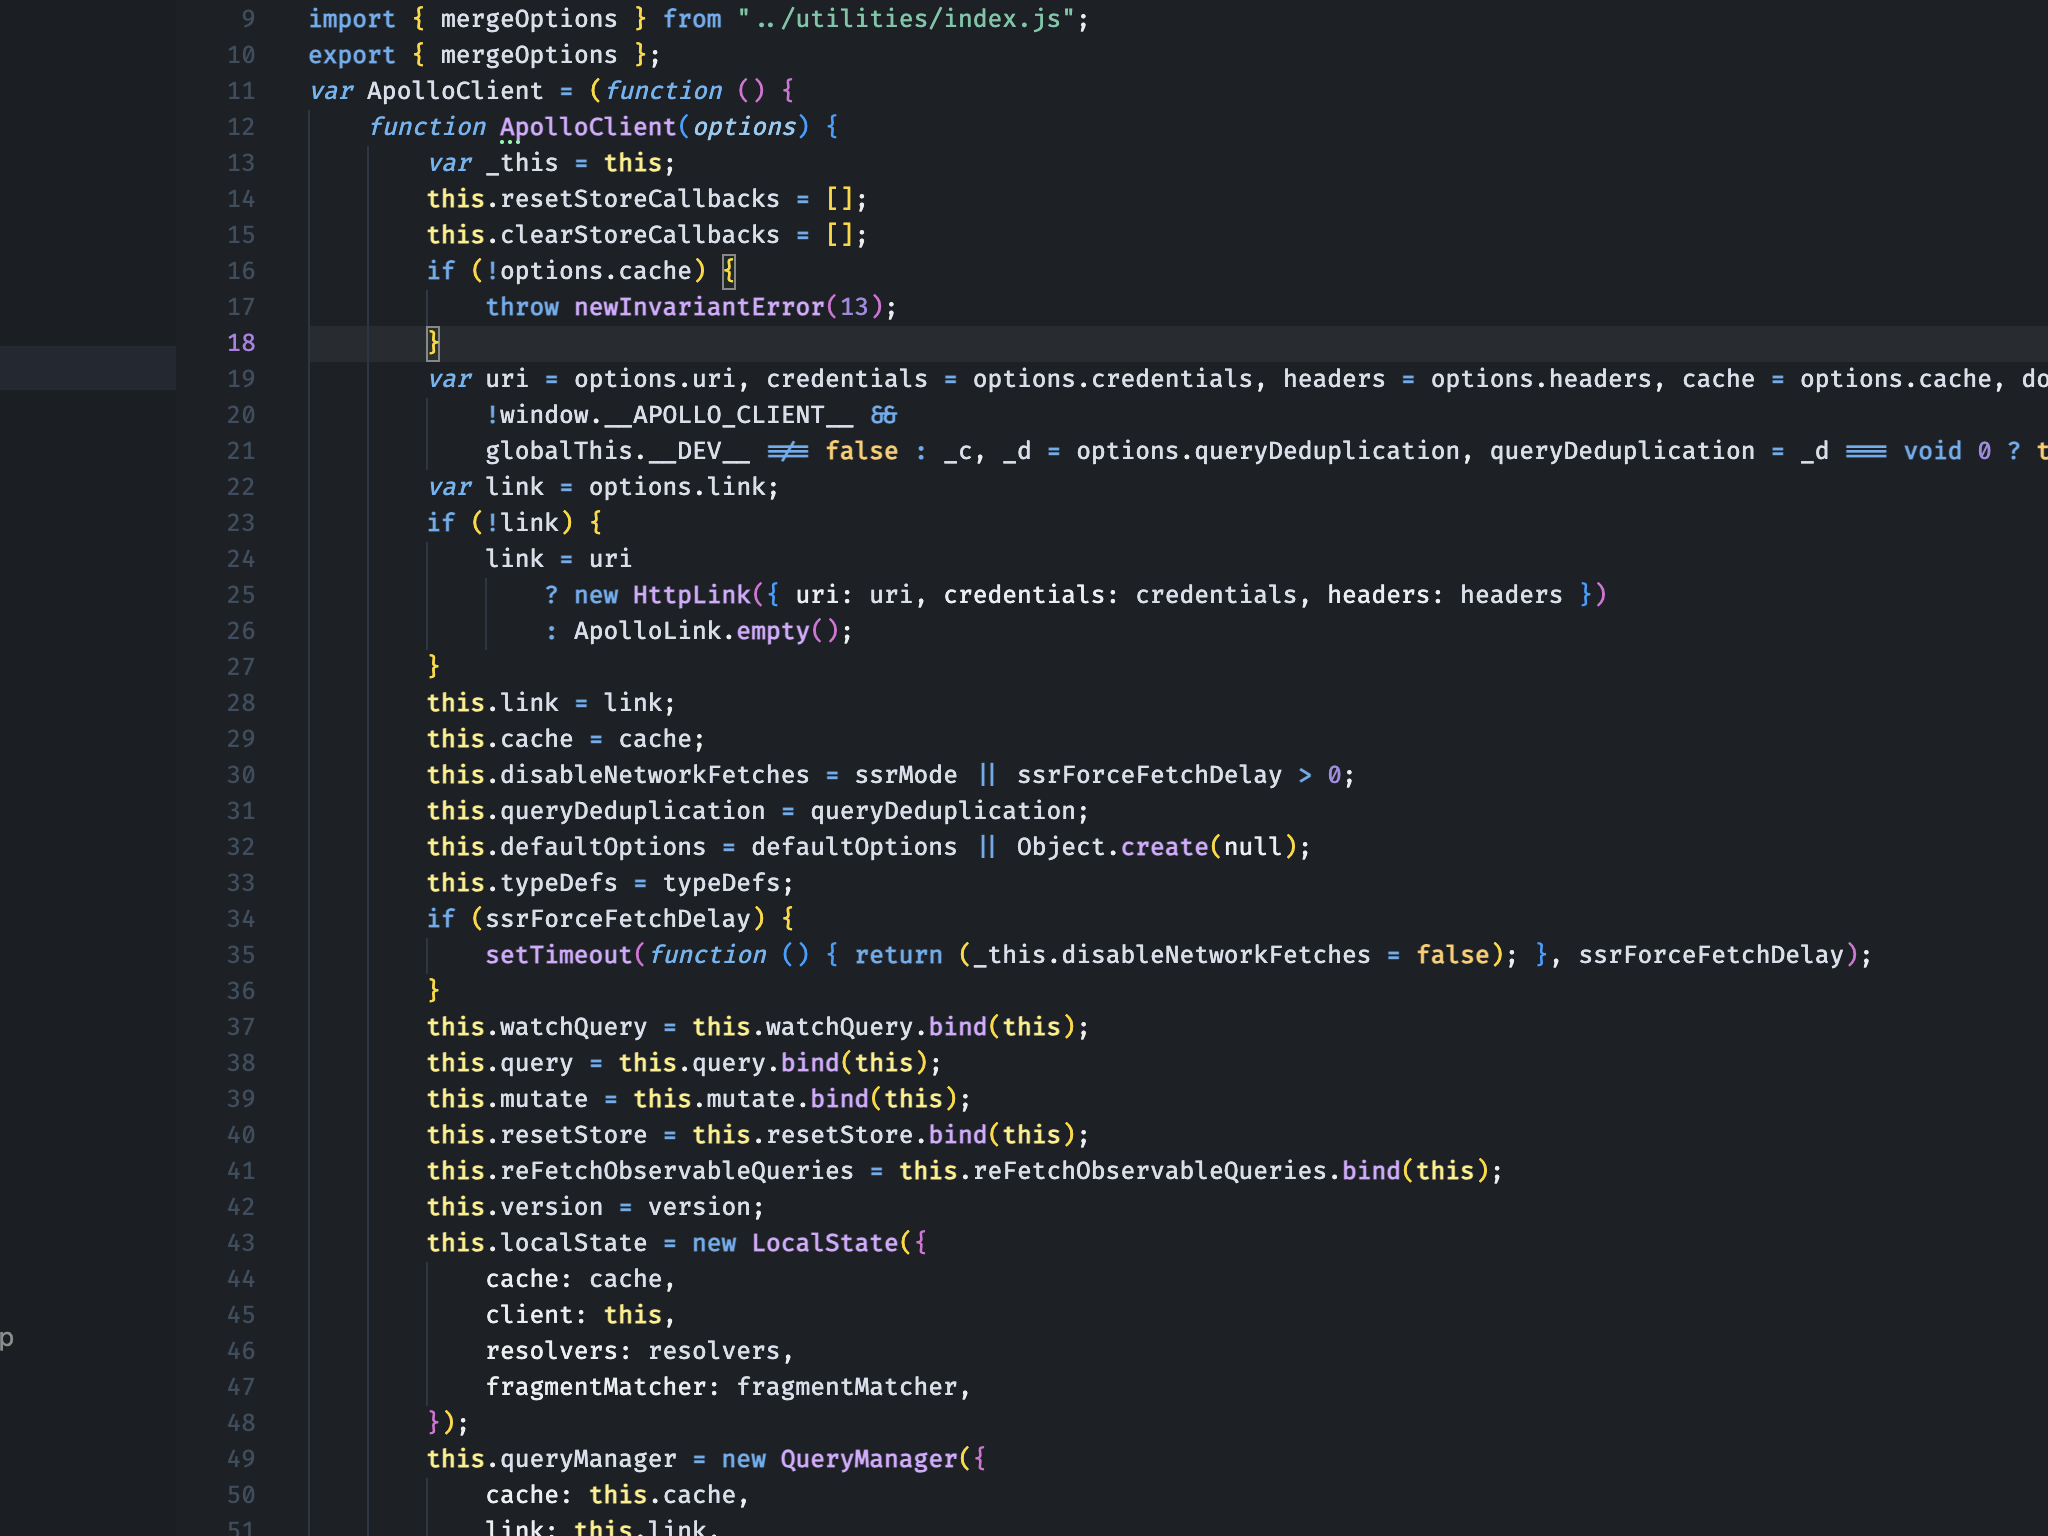 9 import { mergeOptions } from "../utilities/index.js";
10 export { mergeOptions };
11 var ApolloClient = (function () {
12 function ApolloClient(options) {
13 var _this = this;
14 this.resetStoreCallbacks = [];
15 this.clearStoreCallbacks = [];
16 if (!options.cache) {
17 throw newInvariantError(13);
18 }
19 var uri = options.uri, credentials = options.credentials, headers = options.headers, cache = options.cache, do
20 !window.__APOLLO_CLIENT__ &&
21 globalThis.__DEV__ !== false : _c, _d = options.queryDeduplication, queryDeduplication = _d === void 0 ? t
22 var link = options.link;
23 if (!link) {
24 link = uri
25 ? new HttpLink({ uri: uri, credentials: credentials, headers: headers })
26 : ApolloLink.empty();
27 }
28 this.link = link;
29 this.cache = cache;
30 this.disableNetworkFetches = ssrMode || ssrForceFetchDelay > 0;
31 this.queryDeduplication = queryDeduplication;
32 this.defaultOptions = defaultOptions || Object.create(null);
33 this.typeDefs = typeDefs;
34 if (ssrForceFetchDelay) {
35 setTimeout(function () { return (_this.disableNetworkFetches = false); }, ssrForceFetchDelay);
36 }
37 this.watchQuery = this.watchQuery.bind(this);
38 this.query = this.query.bind(this);
39 this.mutate = this.mutate.bind(this);
40 this.resetStore = this.resetStore.bind(this);
41 this.reFetchObservableQueries = this.reFetchObservableQueries.bind(this);
42 this.version = version;
43 this.localState = new LocalState({
44 cache: cache,
45 client: this,
p
46 resolvers: resolvers,
47 fragmentMatcher: fragmentMatcher,
48 });
49 this.queryManager = new QueryManager({
50 cache: this.cache,
51 link: this.link,